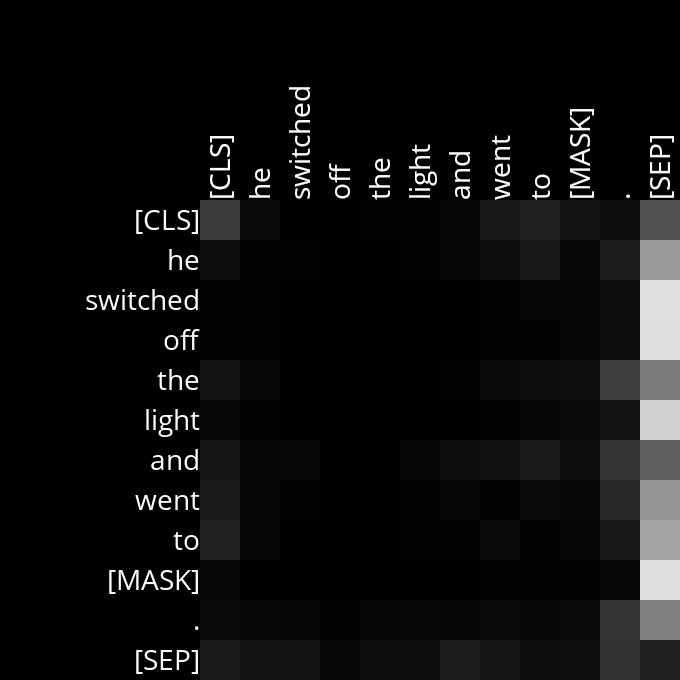 [CLS] he switched off the light and went to [MASK] . [SEP]
[CLS]
he
switched
off
the
light
and
went
to
[MASK]
.
[SEP]